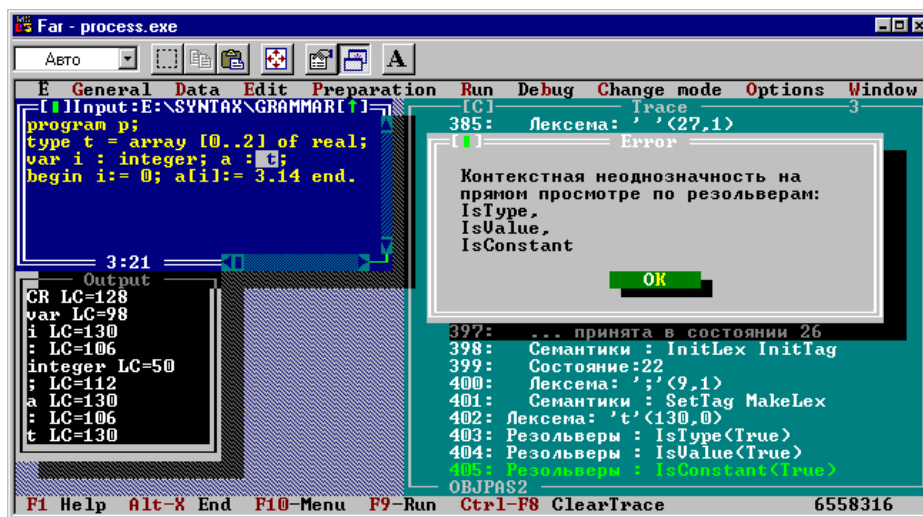 Far - process.exe
Авто
A
Ё General Data Edit Preparation Run Debug Change mode Options Window
[▮]Input:E:\SYNTAX\GRAMMAR[↑]
program p;
type t = array [0..2] of real;
var i : integer; a : t;
begin i:= 0; a[i]:= 3.14 end.
3:21
Output
CR LC=128
var LC=98
i LC=130
: LC=106
integer LC=50
; LC=112
a LC=130
: LC=106
t LC=130
[C] Trace 3
385: Лексема: ' '(27,1)
[▮] Error
Контекстная неоднозначность на
прямом просмотре по резольверам:
IsType,
IsValue,
IsConstant
OK
397: ... принята в состоянии 26
398: Семантики : InitLex InitTag
399: Состояние:22
400: Лексема: ';'(9,1)
401: Семантики : SetTag MakeLex
402: Лексема: 't'(130,0)
403: Резольверы : IsType(True)
404: Резольверы : IsValue(True)
405: Резольверы : IsConstant(True)
OBJPAS2
F1 Help Alt-X End F10-Menu F9-Run Ctrl-F8 ClearTrace 6558316